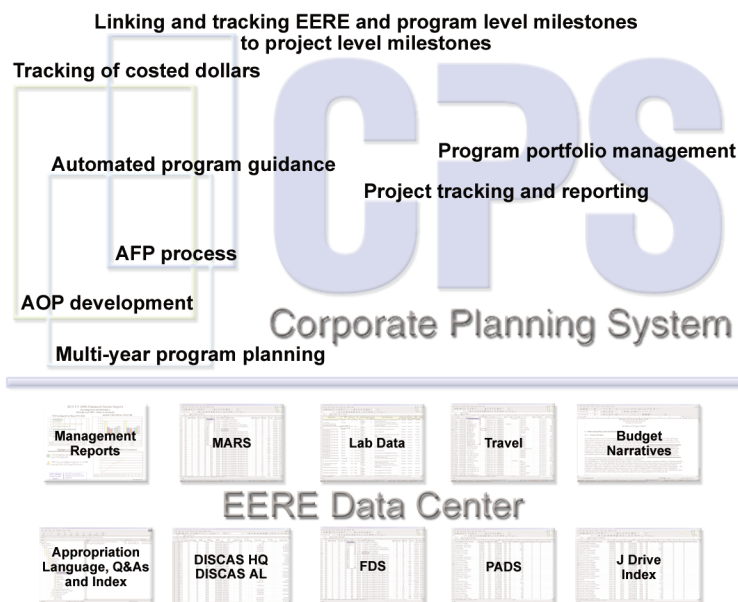 Linking and tracking EERE and program level milestones
to project level milestones
Tracking of costed dollars
CPS
Program portfolio management
Automated program guidance
Project tracking and reporting
AFP process
AOP development
Corporate Planning System
Multi-year program planning
Management
Reports
MARS
Lab Data
Travel
Budget
Narratives
EERE Data Center
Appropriation
Language, Q&As
and Index
DISCAS HQ
DISCAS AL
FDS
PADS
J Drive
Index